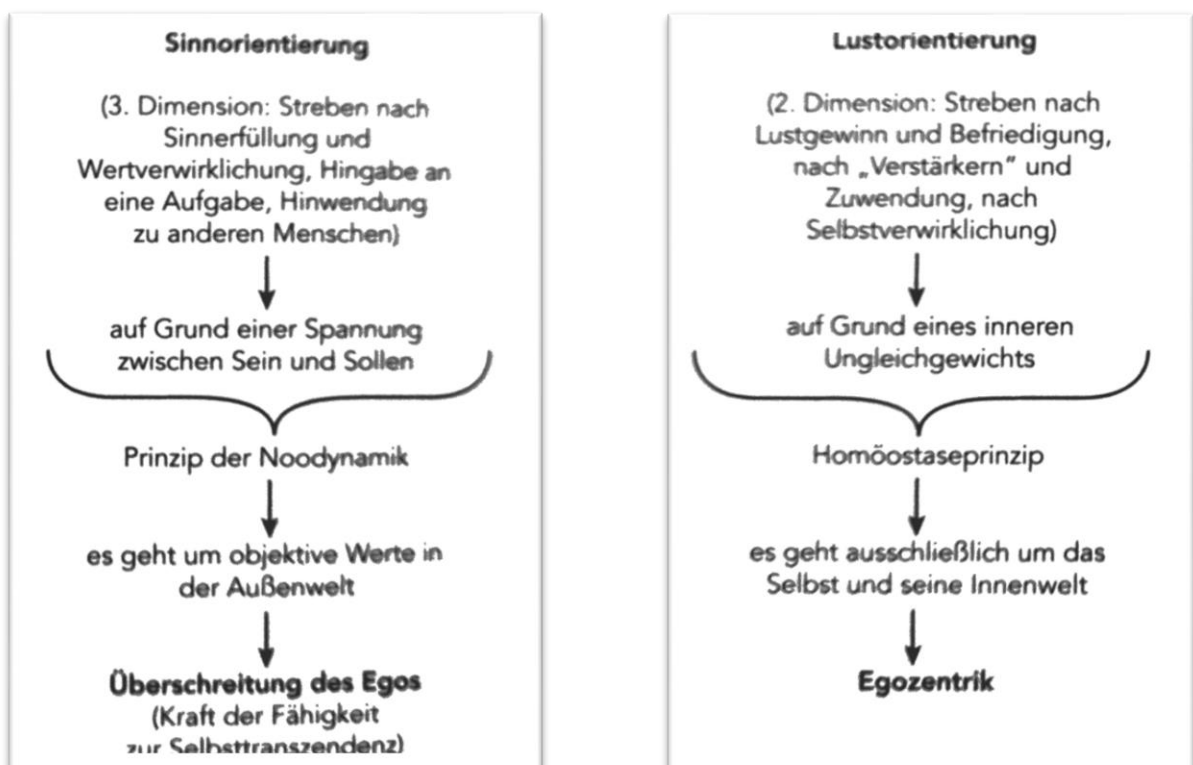 Sinnorientierung
(3. Dimension: Streben nach
Sinnerfüllung und
Wertverwirklichung, Hingabe an
eine Aufgabe, Hinwendung
zu anderen Menschen)
auf Grund einer Spannung
zwischen Sein und Sollen
Prinzip der Noodynamik
es geht um objektive Werte in
der Außenwelt
Überschreitung des Egos
(Kraft der Fähigkeit
zur Selbsttranszendenz)
Lustorientierung
(2. Dimension: Streben nach
Lustgewinn und Befriedigung,
nach „Verstärkern" und
Zuwendung, nach
Selbstverwirklichung)
auf Grund eines inneren
Ungleichgewichts
Homöostaseprinzip
es geht ausschließlich um das
Selbst und seine Innenwelt
Egozentrik